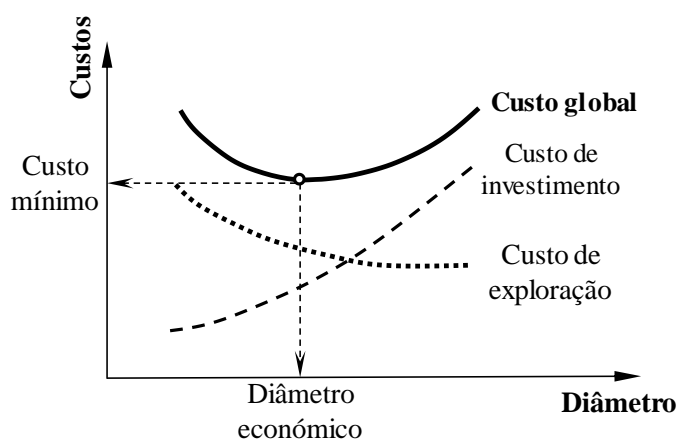 Custos
Custo global
Custo de
investimento
Custo
mínimo
Custo de
exploração
Diâmetro
económico
Diâmetro